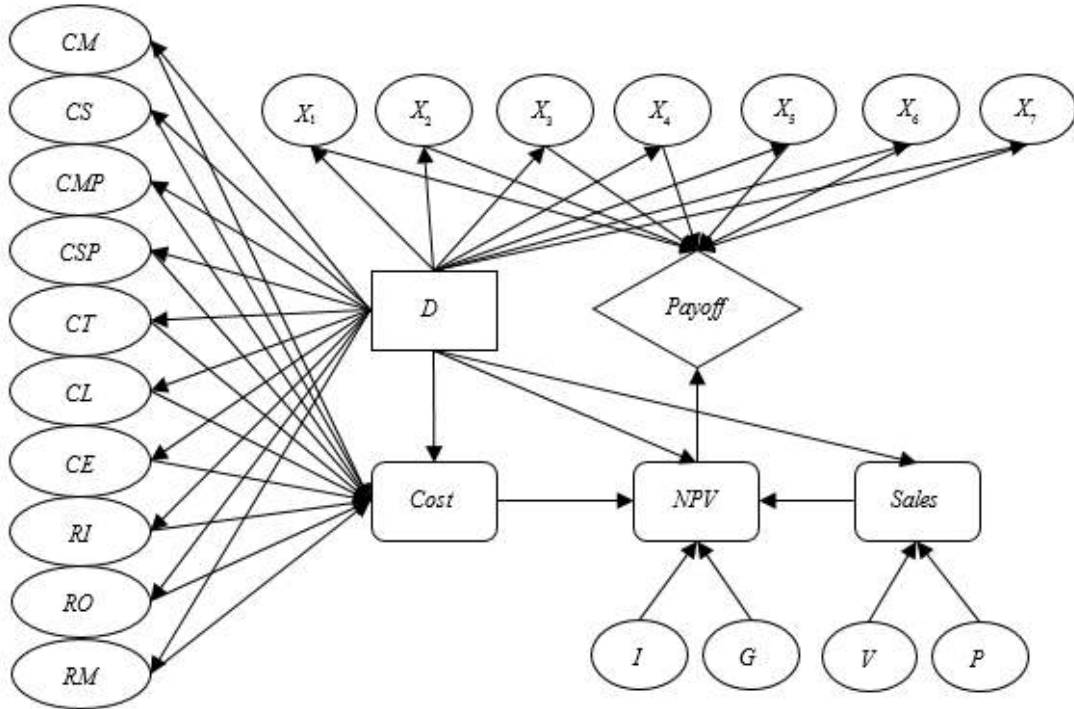 CM
CS
CMP
CSP
CT
CL
CE
RI
RO
RM
X₁
X₂
X₃
X₄
X₅
X₆
X₇
D
Payoff
Cost
NPV
Sales
I
G
V
P